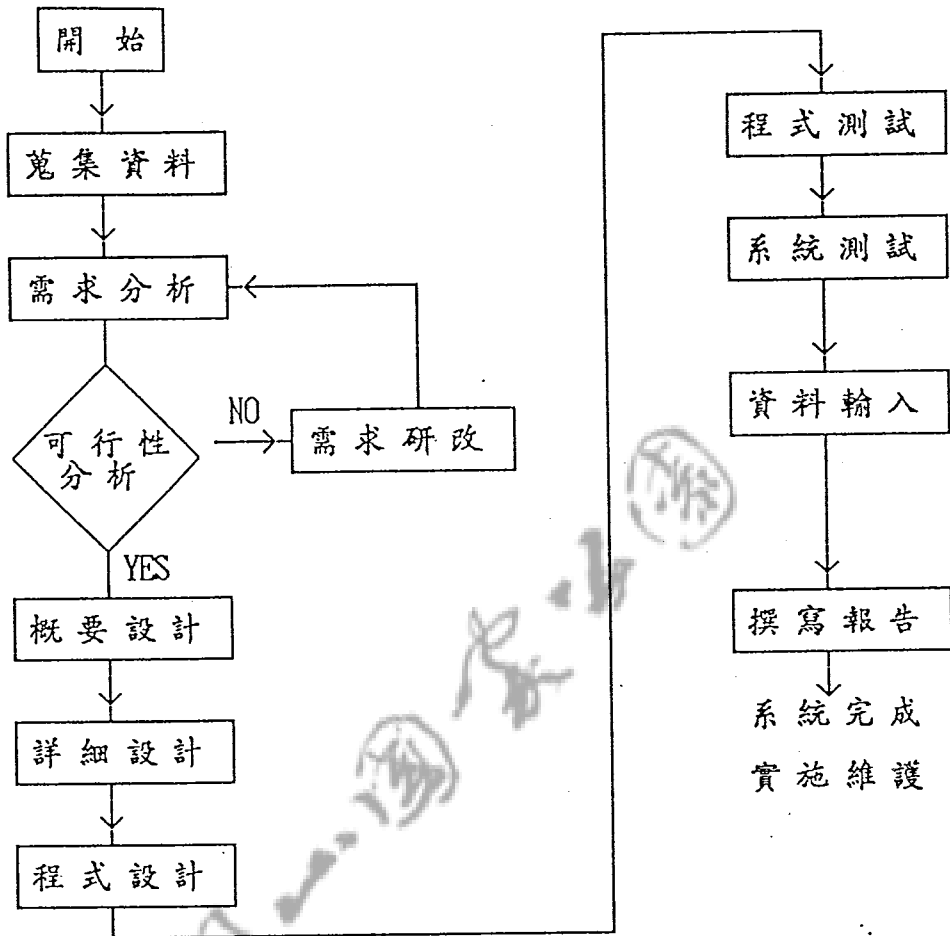 開始
蒐集資料
需求分析
可行性
分析
NO
需求研改
YES
概要設計
詳細設計
程式設計
程式測試
系統測試
資料輸入
撰寫報告
系統完成
實施維護